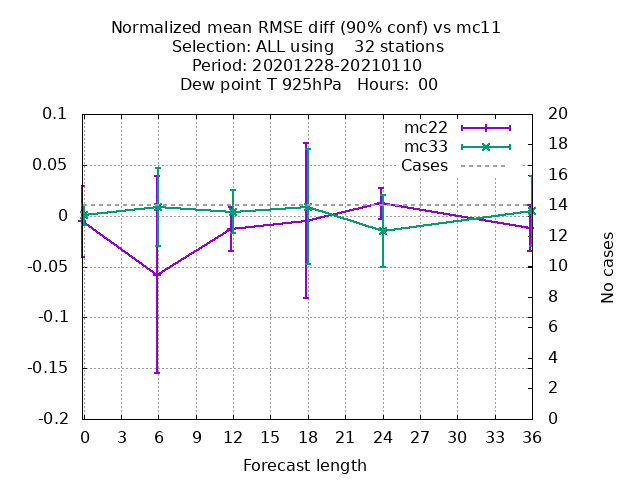 Normalized mean RMSE diff (90% conf) vs mc11
Selection: ALL using    32 stations
Period: 20201228-20210110
Dew point T 925hPa   Hours:  00
mc22
mc33
Cases
0.1
0.05
0
-0.05
-0.1
-0.15
-0.2
20
18
16
14
12
10
8
6
4
2
0
No cases
0 3 6 9 12 15 18 21 24 27 30 33 36
Forecast length